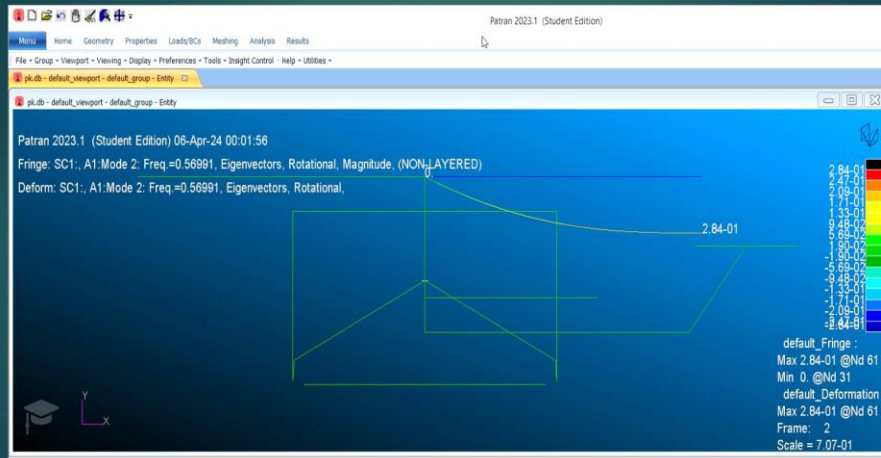 Patran 2023.1 (Student Edition)
Menu Home Geometry Properties Loads/BCs Meshing Analysis Results
File Group Viewport Viewing Display Preferences Tools Insight Control Help Utilities
pk.db - default_viewport - default_group - Entity
pk.db - default_viewport - default_group - Entity
Patran 2023.1 (Student Edition) 06-Apr-24 00:01:56
Fringe: SC1:, A1:Mode 2: Freq.=0.56991, Eigenvectors, Rotational, Magnitude, (NON-LAYERED)
Deform: SC1:, A1:Mode 2: Freq.=0.56991, Eigenvectors, Rotational,
0.
2.84-01
2.84-01
2.47-01
2.09-01
1.71-01
1.33-01
9.48-02
5.69-02
1.90-02
-1.90-02
-5.69-02
-9.48-02
-1.33-01
-1.71-01
-2.09-01
-2.47-01
-2.84-01
default_Fringe :
Max 2.84-01 @Nd 61
Min 0. @Nd 31
default_Deformation
Max 2.84-01 @Nd 61
Frame: 2
Scale = 7.07-01
Y
X